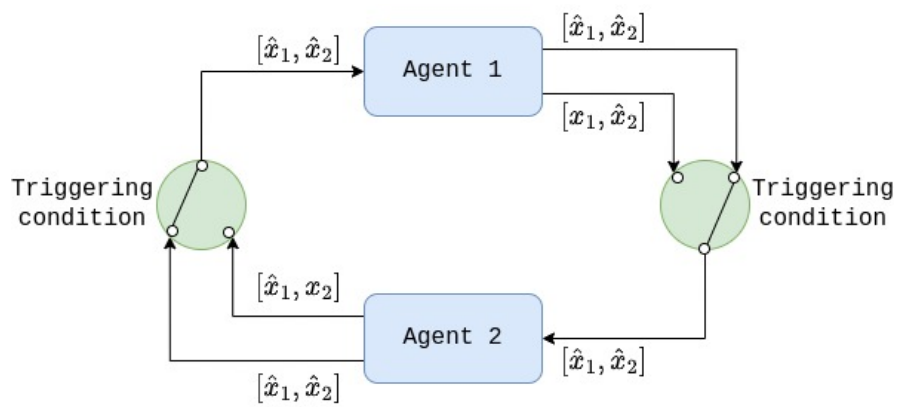 [x̂₁, x̂₂]
[x̂₁, x̂₂]
Agent 1
[x₁, x̂₂]
Triggering
condition
Triggering
condition
[x̂₁, x₂]
Agent 2
[x̂₁, x̂₂]
[x̂₁, x̂₂]